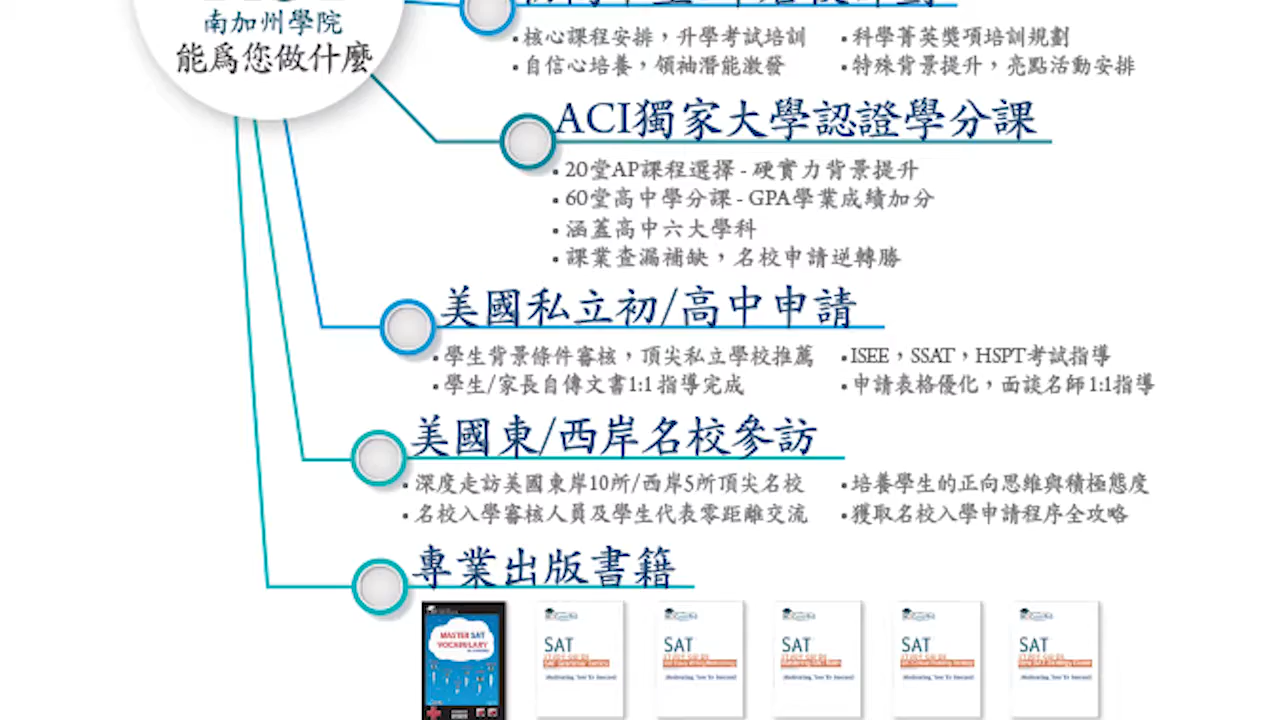 南加州學院
能爲您做什麼
•核心課程安排，升學考試培訓
•科學菁英獎項培訓規劃
•自信心培養，領袖潛能激發
•特殊背景提升，亮點活動安排
ACI獨家大學認證學分課
•20堂AP課程選擇 - 硬實力背景提升
•60堂高中學分課 - GPA學業成績加分
•涵蓋高中六大學科
•課業查漏補缺，名校申請逆轉勝
美國私立初/高中申請
•學生背景條件審核，頂尖私立學校推薦
•ISEE，SSAT，HSPT考試指導
•學生/家長自傳文書1:1 指導完成
•申請表格優化，面談名師 1:1指導
美國東/西岸名校參訪
•深度走訪美國東岸10所/西岸5所頂尖名校
•培養學生的正向思維與積極態度
•名校入學審核人員及學生代表零距離交流
•獲取名校入學申請程序全攻略
專業出版書籍
MASTER SAT
VOCABULARY
SAT
SAT
SAT
SAT
SAT